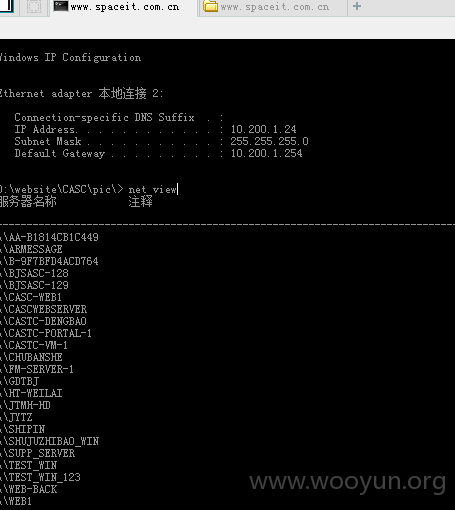 www.spaceit.com.cn www.spaceit.com.cn
Windows IP Configuration
Ethernet adapter 本地连接 2:
Connection-specific DNS Suffix . :
IP Address. . . . . . . . . . . . : 10.200.1.24
Subnet Mask . . . . . . . . . . . : 255.255.255.0
Default Gateway . . . . . . . . . : 10.200.1.254
D:\website\CASC\pic\> net view
服务器名称 注释
-------------------------------------------------------------------------------
\\AA-B1814CB1C449
\\ARMESSAGE
\\B-9F7BFD4ACD764
\\BJSASC-128
\\BJSASC-129
\\CASC-WEB1
\\CASCWEBSERVER
\\CASTC-DENGBAO
\\CASTC-PORTAL-1
\\CASTC-VM-1
\\CHUBANSHE
\\FM-SERVER-1
\\GDTBJ
\\HT-WEILAI
\\JTMH-HD
\\JYTZ
\\SHIPIN
\\SHUJUZHIBAO_WIN
\\SUPP_SERVER
\\TEST_WIN
\\TEST_WIN_123
\\WEB-BACK
\\WEB1
www.wooyun.org